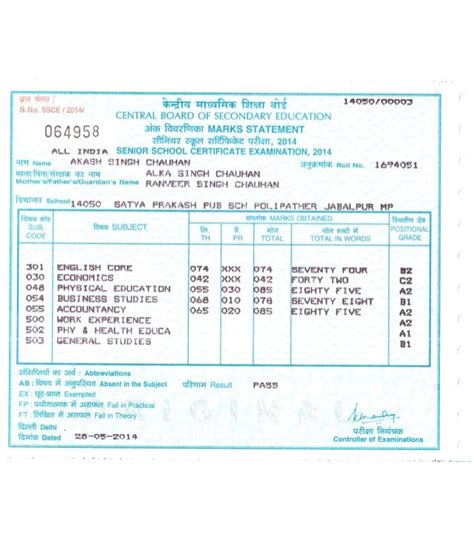 क्रम संख्या /
S.No. SSCE / 2014/
064958
14050/00003
केन्द्रीय माध्यमिक शिक्षा बोर्ड
CENTRAL BOARD OF SECONDARY EDUCATION
अंक विवरणिका MARKS STATEMENT
सीनियर स्कूल सर्टिफिकेट परीक्षा, 2014
ALL INDIA SENIOR SCHOOL CERTIFICATE EXAMINATION, 2014
नाम Name AKASH SINGH CHAUHAN अनुक्रमांक Roll No. 1694051
माता/पिता/संरक्षक का नाम ALKA SINGH CHAUHAN
Mother's/Father's/Guardian's Name RANVEER SINGH CHAUHAN
विद्यालय School 14050 SATYA PRAKASH PUB SCH POLIPATHER JABALPUR MP
विषय कोड SUB. CODE विषय SUBJECT प्राप्तांक MARKS OBTAINED लि. TH प्र. PR योग TOTAL योग शब्दों में TOTAL IN WORDS स्थितीय ग्रेड POSITIONAL GRADE
301 ENGLISH CORE 074 XXX 074 SEVENTY FOUR B2
030 ECONOMICS 042 XXX 042 FORTY TWO C2
048 PHYSICAL EDUCATION 055 030 085 EIGHTY FIVE A2
054 BUSINESS STUDIES 068 010 078 SEVENTY EIGHT B1
055 ACCOUNTANCY 065 020 085 EIGHTY FIVE A2
500 WORK EXPERIENCE A2
502 PHY & HEALTH EDUCA A1
503 GENERAL STUDIES B1
संक्षिप्तियों का अर्थ : Abbreviations
AB : विषय में अनुपस्थित Absent in the Subject परिणाम Result PASS
EX : छूट-प्राप्त Exempted
FP : प्रयोगात्मक में असफल Fail in Practical
FT : लिखित में असफल Fail in Theory
दिल्ली Delhi
दिनांक Dated 28-05-2014
परीक्षा नियंत्रक
Controller of Examinations